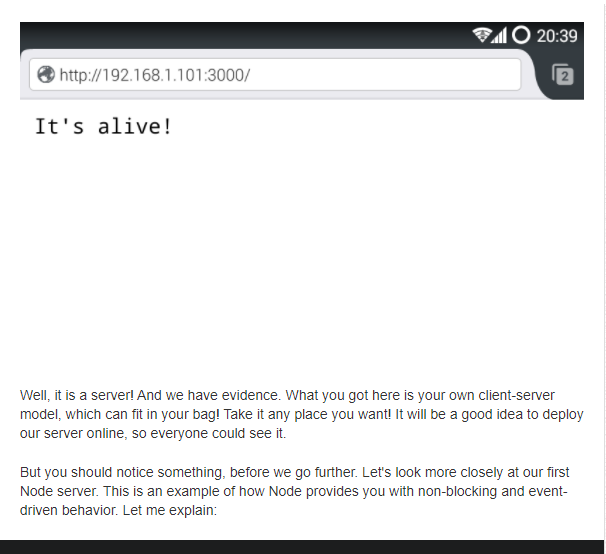 20:39
http://192.168.1.101:3000/
2
It's alive!
Well, it is a server! And we have evidence. What you got here is your own client-server
model, which can fit in your bag! Take it any place you want! It will be a good idea to deploy
our server online, so everyone could see it.
But you should notice something, before we go further. Let's look more closely at our first
Node server. This is an example of how Node provides you with non-blocking and event-
driven behavior. Let me explain: